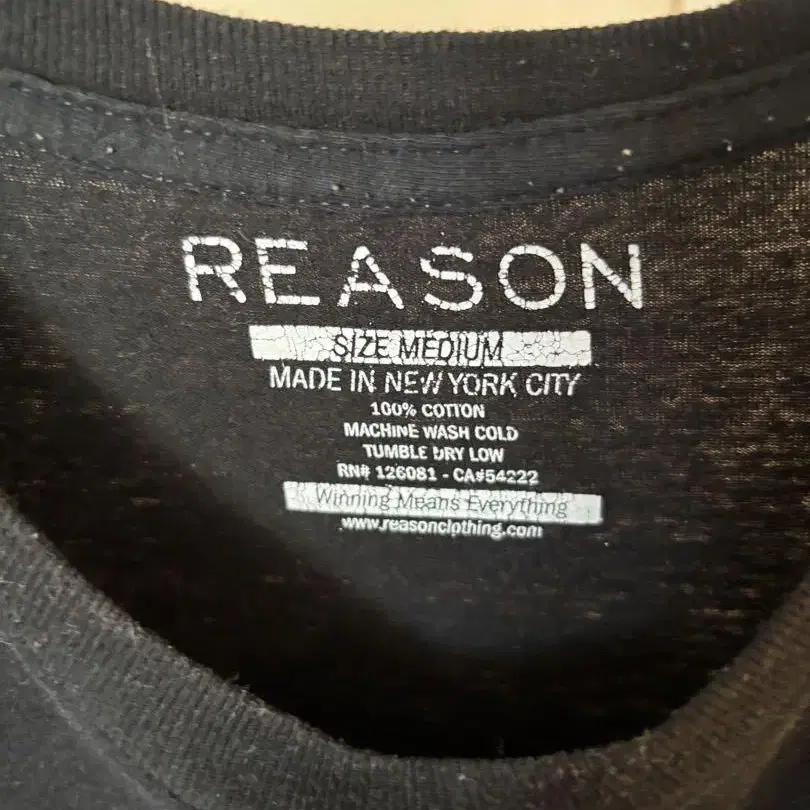 REASON
SIZE MEDIUM
MADE IN NEW YORK CITY
100% COTTON
MACHINE WASH COLD
TUMBLE DRY LOW
RN# 126081 - CA#54222
Winning Means Everything
www.reasonclothing.com